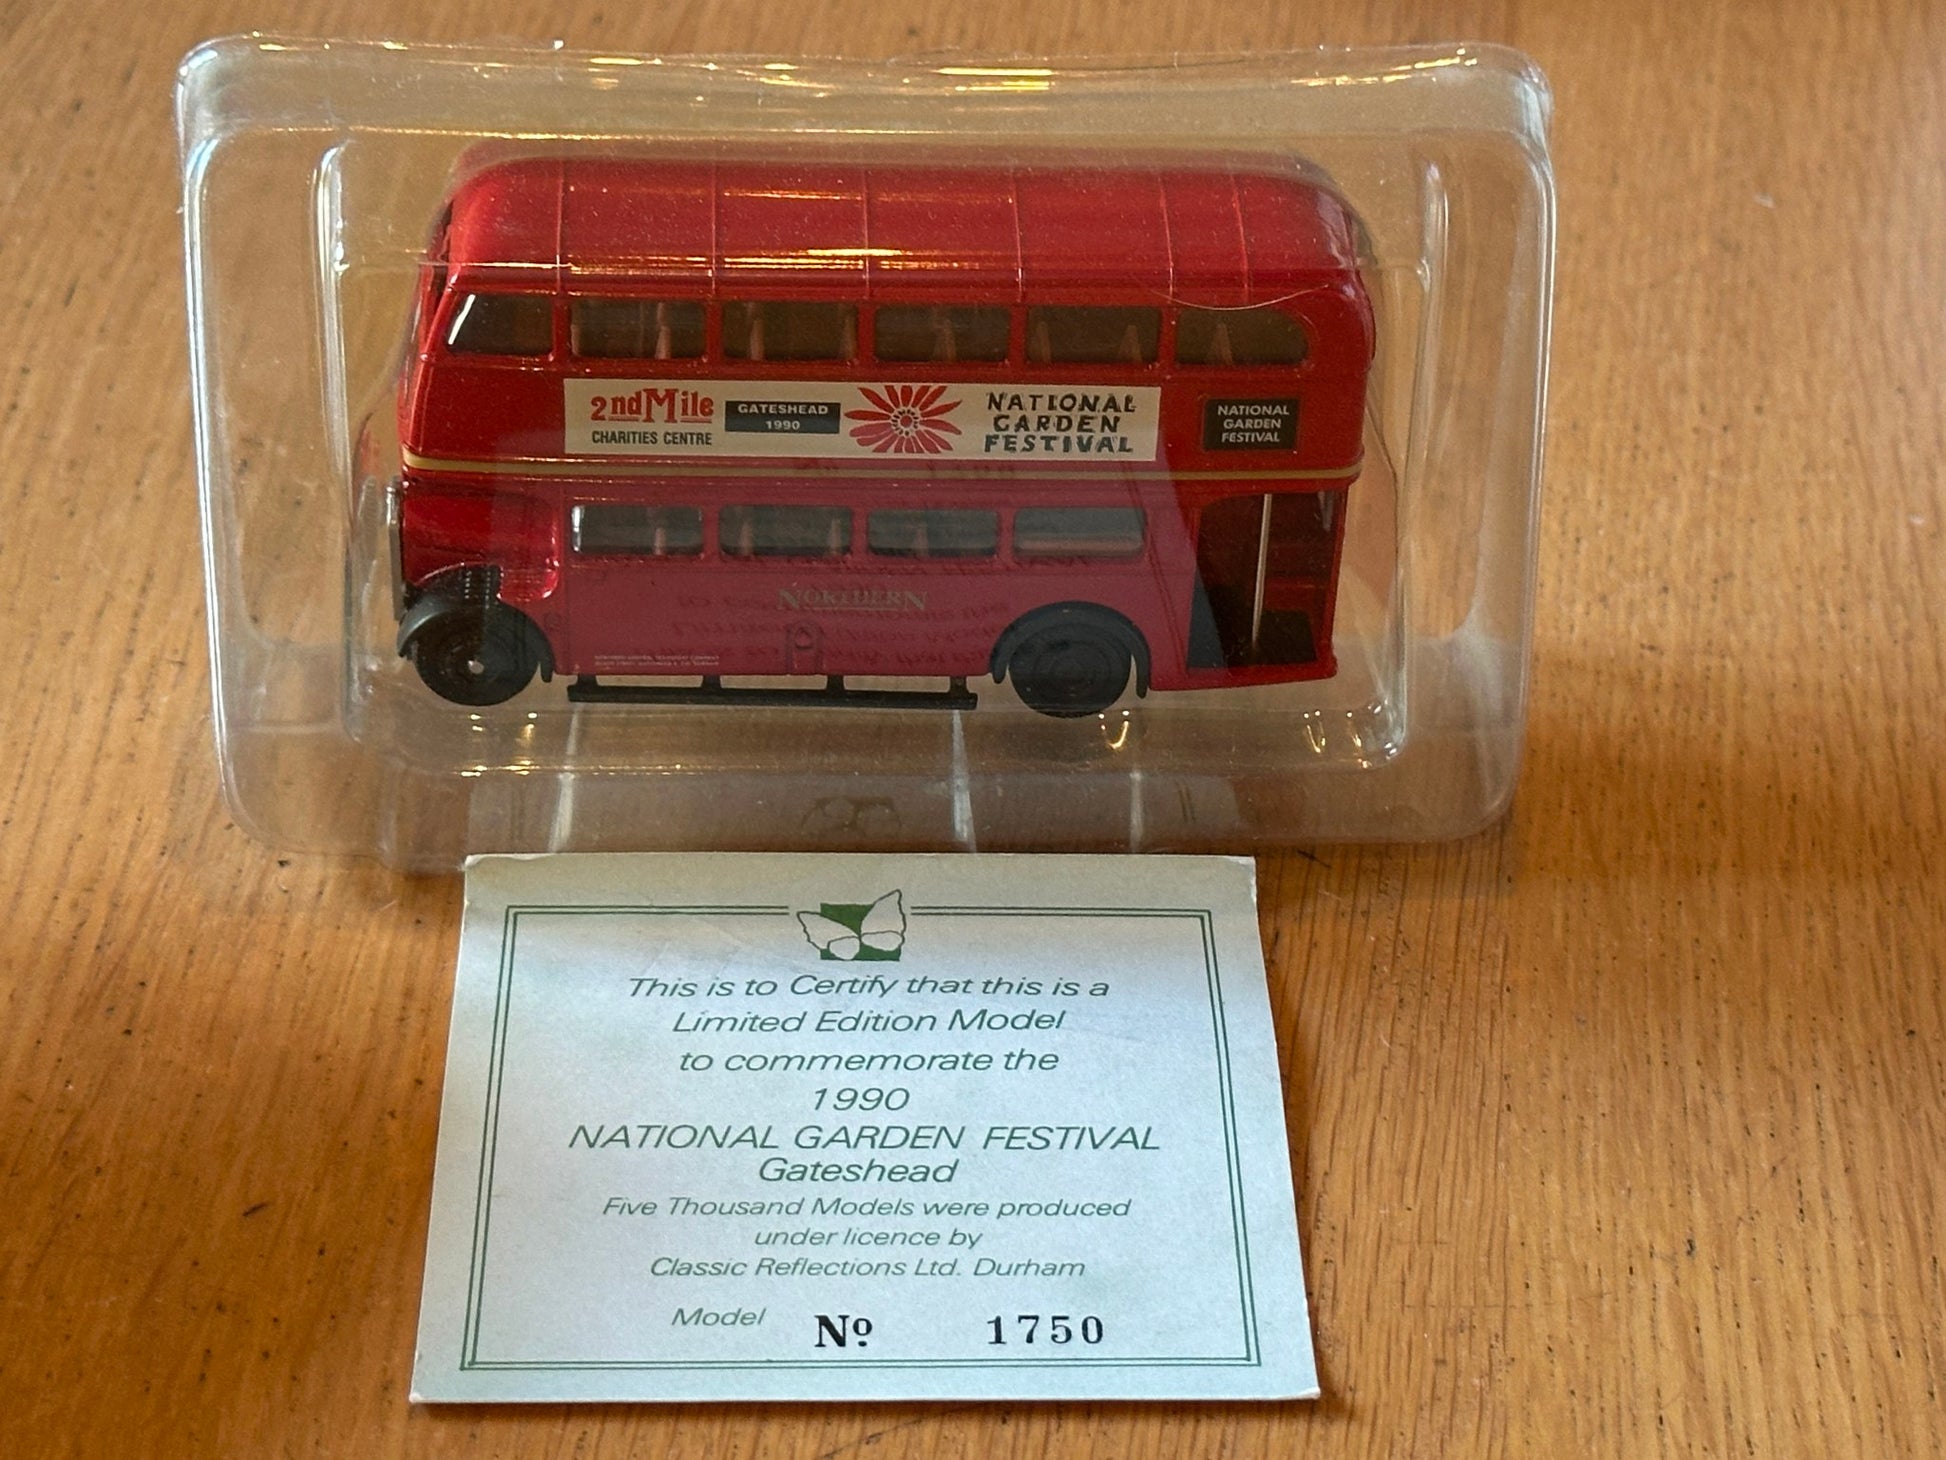 2nd Mile
CHARITIES CENTRE
GATESHEAD
1990
NATIONAL
GARDEN
FESTIVAL
NATIONAL
GARDEN
FESTIVAL
NORTHERN
This is to Certify that this is a
Limited Edition Model
to commemorate the
1990
NATIONAL GARDEN FESTIVAL
Gateshead
Five Thousand Models were produced
under licence by
Classic Reflections Ltd. Durham
Model Nº 1750